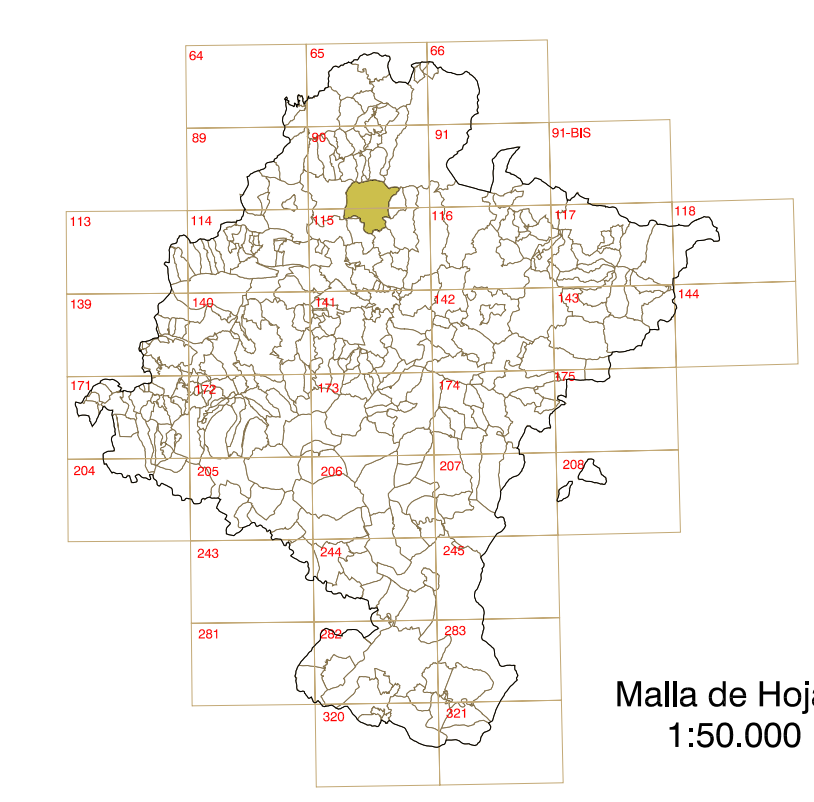 64 65 66
89 90 91 91-BIS
113 114 115 116 117 118
139 140 141 142 143 144
171 172 173 174 175
204 205 206 207 208
243 244 245
281 282 283
320 321
Malla de Hoja
1:50.000